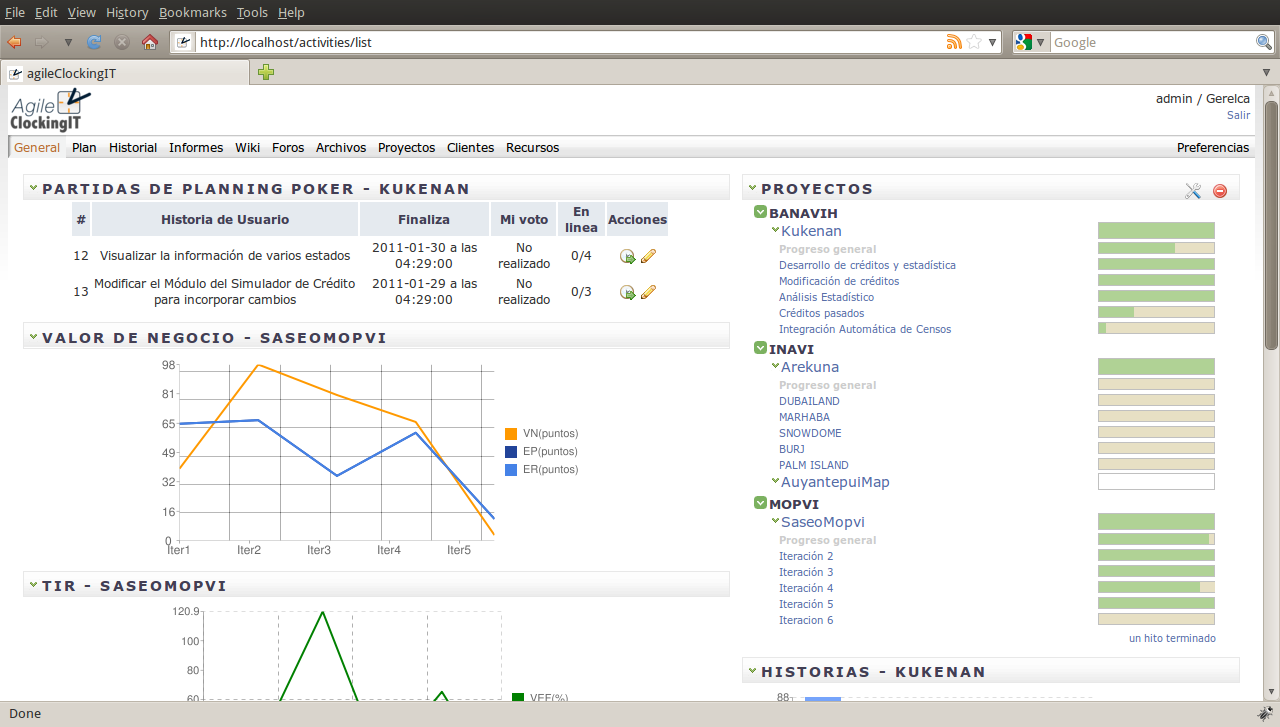 File Edit View History Bookmarks Tools Help
http://localhost/activities/list
Google
agileClockingIT
Agile
ClockingIT
admin / Gerelca
Salir
General Plan Historial Informes Wiki Foros Archivos Proyectos Clientes Recursos Preferencias
PARTIDAS DE PLANNING POKER - KUKENAN
# Historia de Usuario Finaliza Mi voto En linea Acciones
12 Visualizar la información de varios estados 2011-01-30 a las 04:29:00 No realizado 0/4
13 Modificar el Módulo del Simulador de Crédito para incorporar cambios 2011-01-29 a las 04:29:00 No realizado 0/3
VALOR DE NEGOCIO - SASEOMOPVI
98
81
65
49
32
16
0
Iter1 Iter2 Iter3 Iter4 Iter5
VN(puntos)
EP(puntos)
ER(puntos)
TIR - SASEOMOPVI
120.9
100
80
60
VEF(%)
PROYECTOS
BANAVIH
Kukenan
Progreso general
Desarrollo de créditos y estadística
Modificación de créditos
Análisis Estadístico
Créditos pasados
Integración Automática de Censos
INAVI
Arekuna
Progreso general
DUBAILAND
MARHABA
SNOWDOME
BURJ
PALM ISLAND
AuyantepuiMap
MOPVI
SaseoMopvi
Progreso general
Iteración 2
Iteración 3
Iteración 4
Iteración 5
Iteracion 6
un hito terminado
HISTORIAS - KUKENAN
88
Done